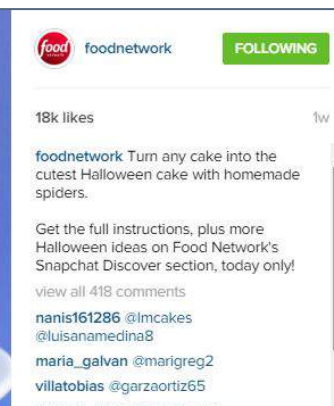 food
network
foodnetwork
FOLLOWING
18k likes
1w
foodnetwork Turn any cake into the
cutest Halloween cake with homemade
spiders.
Get the full instructions, plus more
Halloween ideas on Food Network's
Snapchat Discover section, today only!
view all 418 comments
nanis161286 @lmcakes
@luisanamedina8
maria_galvan @marigreg2
villatobias @garzaortiz65